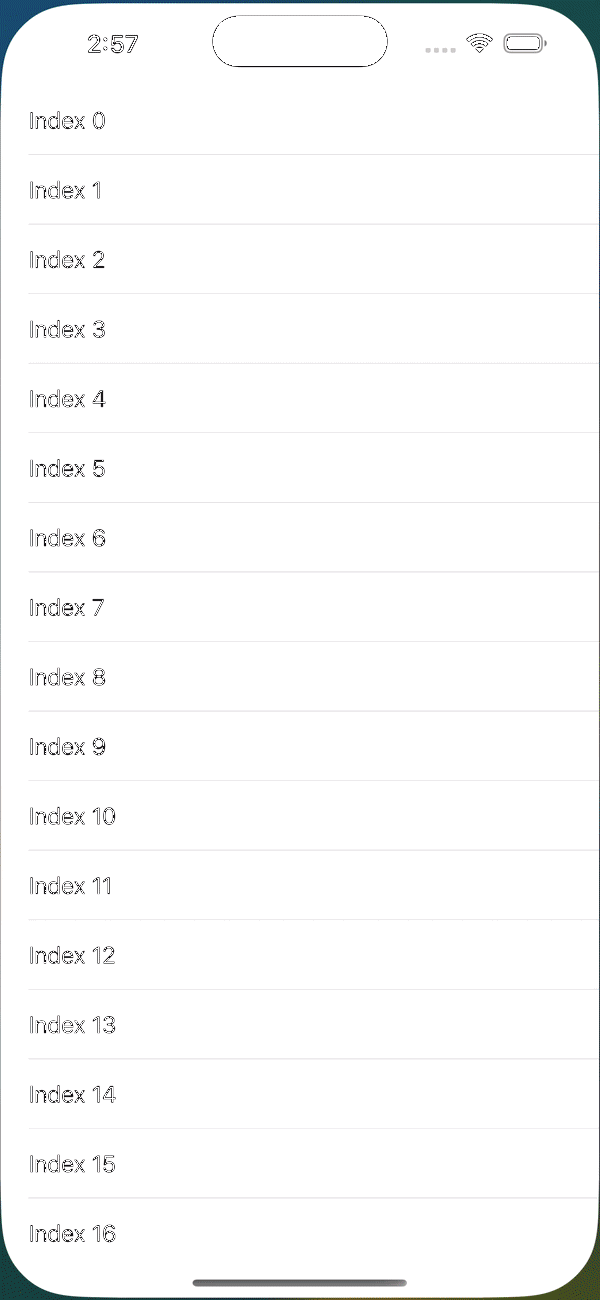 2:57
Index 0
Index 1
Index 2
Index 3
Index 4
Index 5
Index 6
Index 7
Index 8
Index 9
Index 10
Index 11
Index 12
Index 13
Index 14
Index 15
Index 16